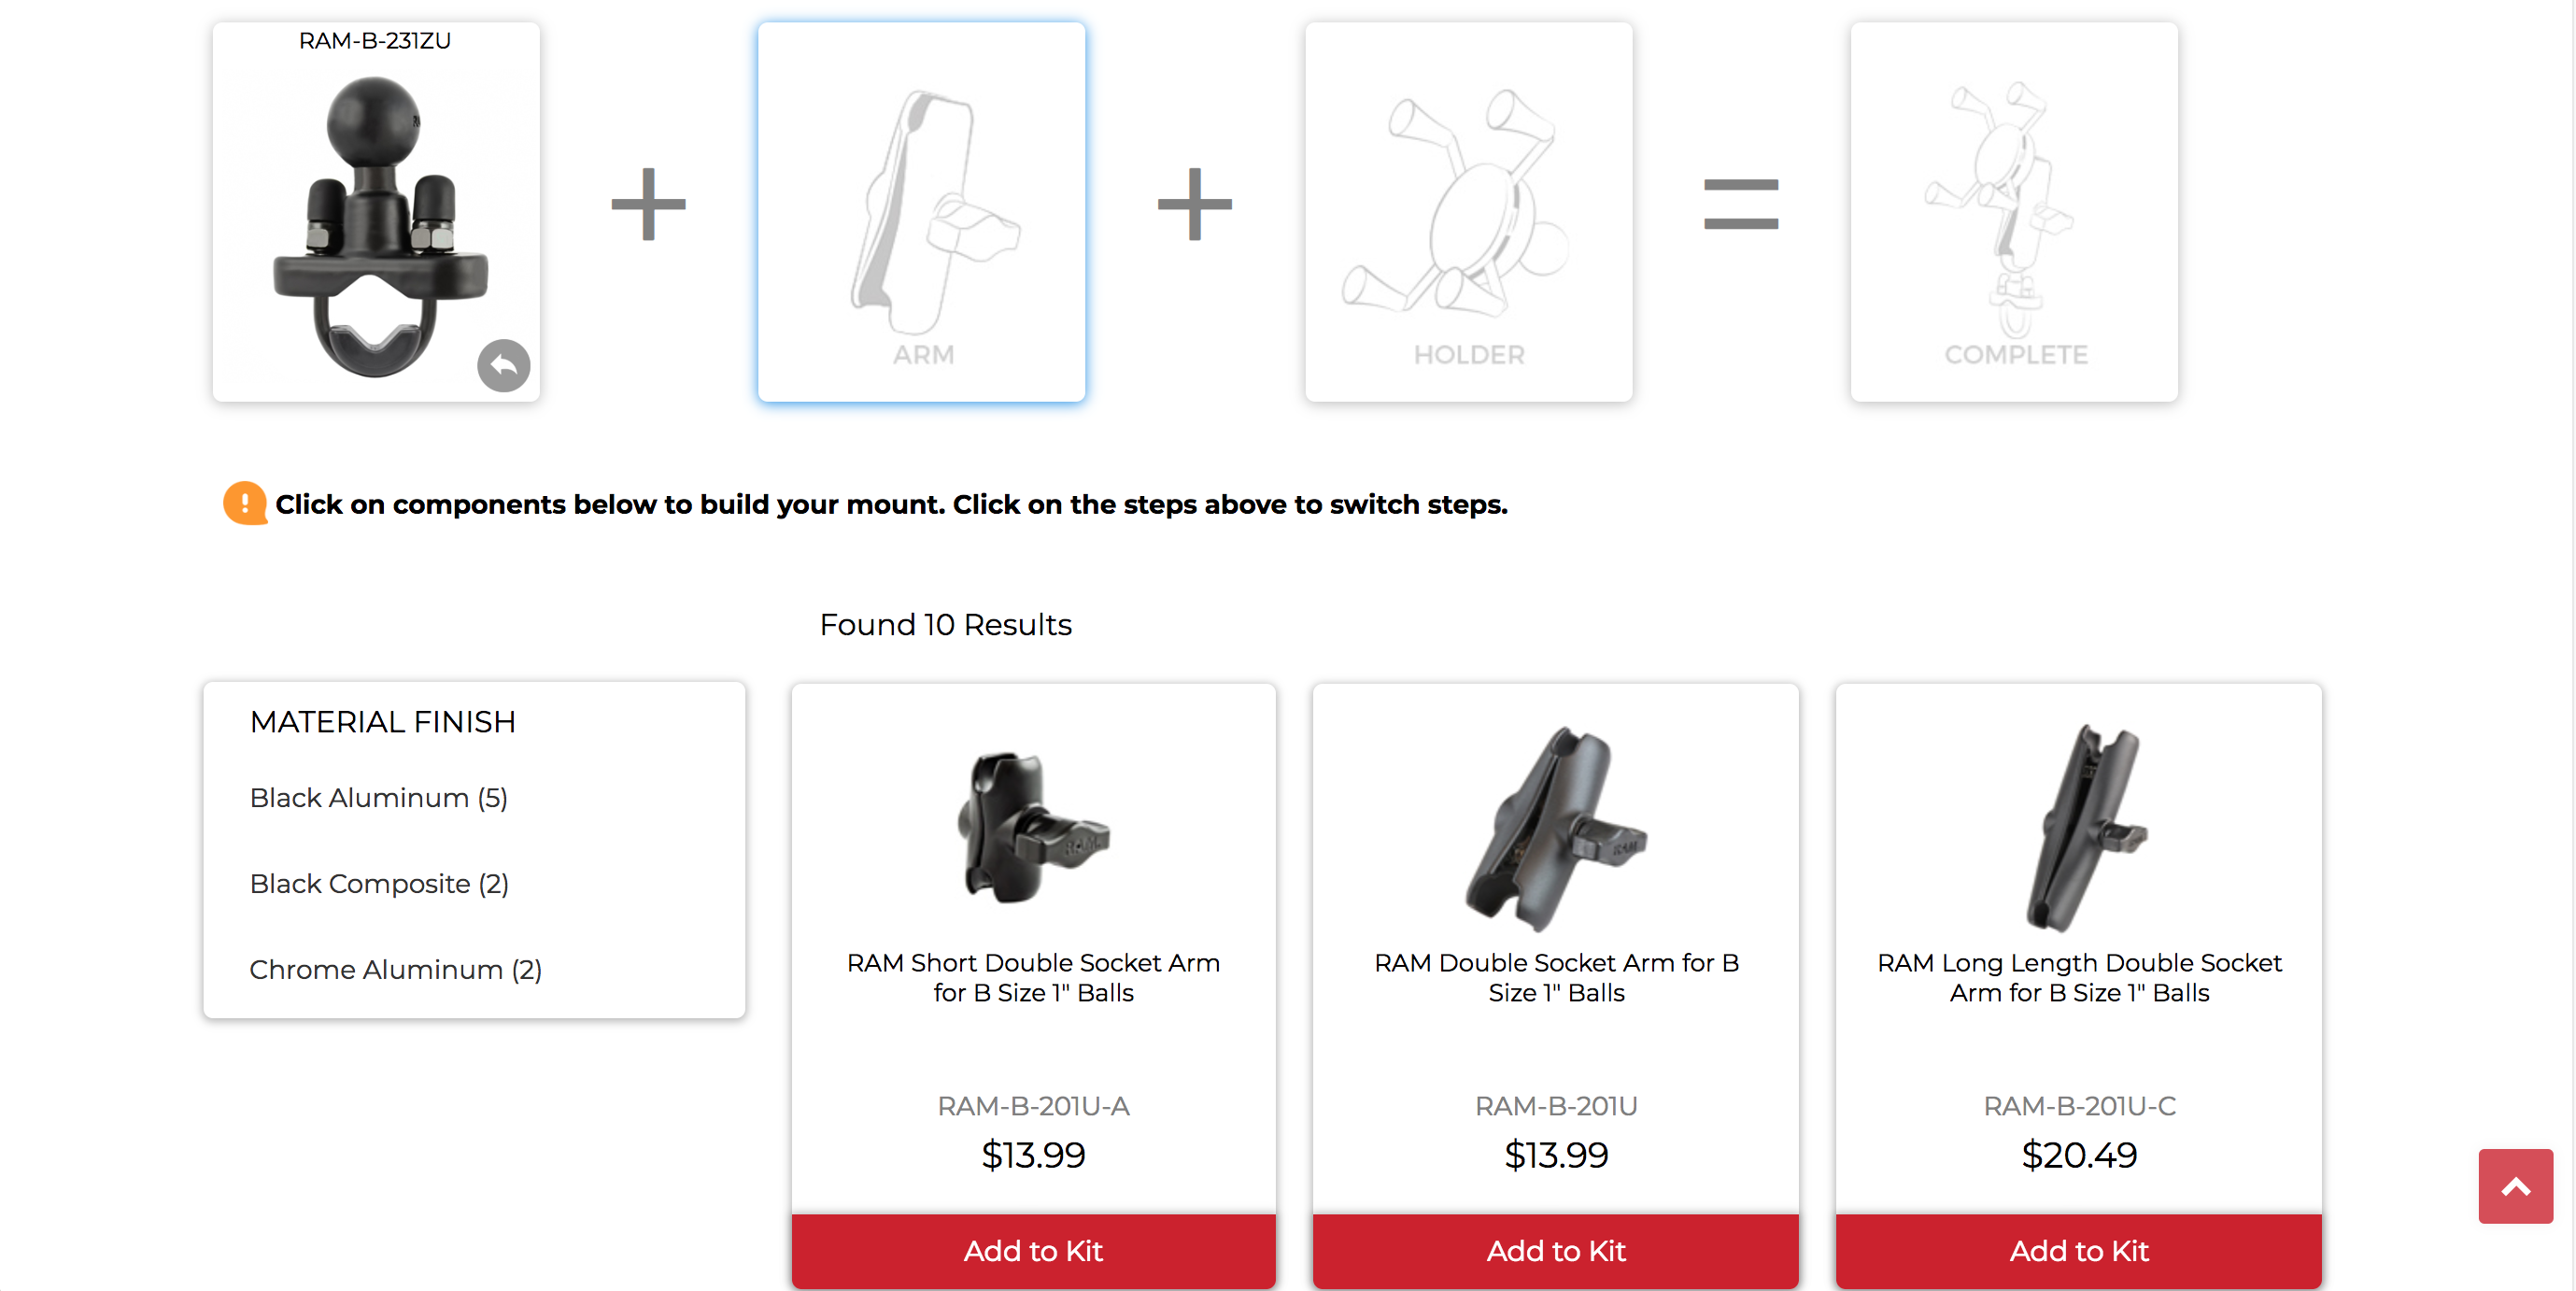 RAM-B-231ZU
ARM
HOLDER
COMPLETE
Click on components below to build your mount. Click on the steps above to switch steps.
Found 10 Results
MATERIAL FINISH
Black Aluminum (5)
Black Composite (2)
Chrome Aluminum (2)
RAM Short Double Socket Arm
for B Size 1" Balls
RAM-B-201U-A
$13.99
Add to Kit
RAM Double Socket Arm for B
Size 1" Balls
RAM-B-201U
$13.99
Add to Kit
RAM Long Length Double Socket
Arm for B Size 1" Balls
RAM-B-201U-C
$20.49
Add to Kit